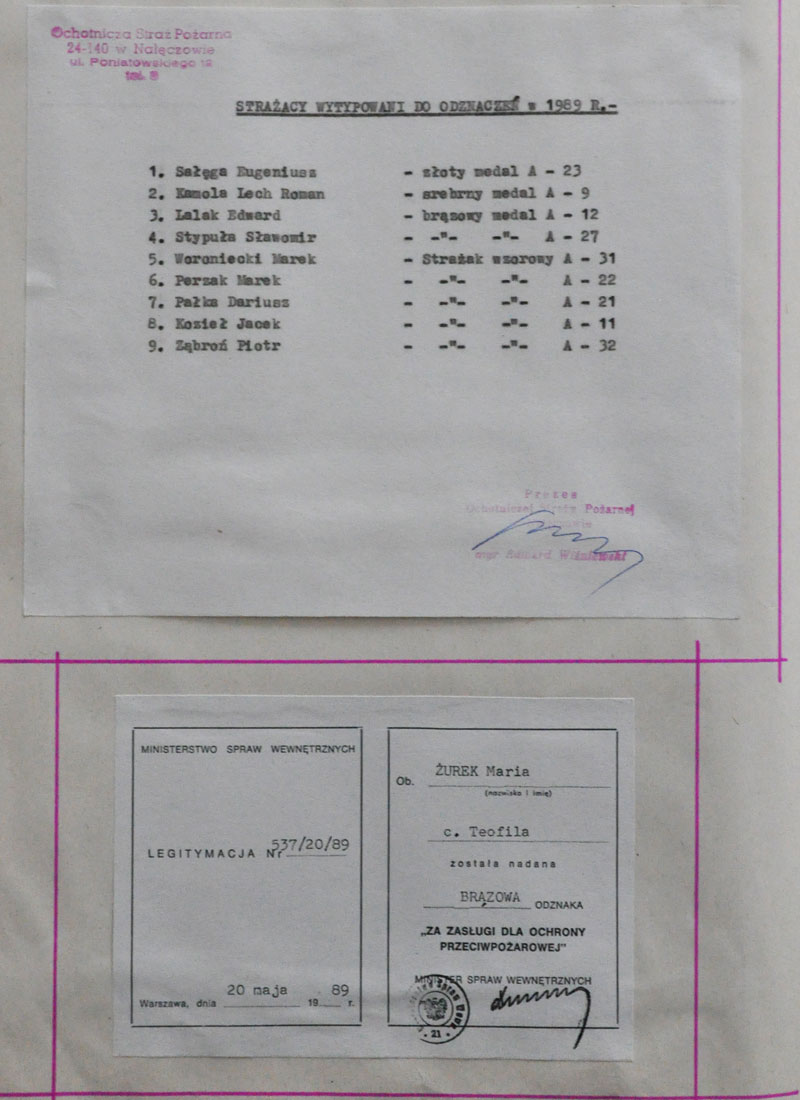 Ochotnicza Straż Pożarna
24-140 w Nałęczowie
ul. Poniatowskiego 12
tel. 8
STRAŻACY WYTYPOWANI DO ODZNACZEŃ w 1989 R.-
1. Sałęga Eugeniusz - złoty medal A - 23
2. Kamola Lech Roman - srebrny medal A - 9
3. Lalak Edward - brązowy medal A - 12
4. Stypuła Sławomir - -"- -"- A - 27
5. Woroniecki Marek - Strażak wzorowy A - 31
6. Perzak Marek - -"- -"- A - 22
7. Pałka Dariusz - -"- -"- A - 21
8. Kozieł Jacek - -"- -"- A - 11
9. Ząbroń Piotr - -"- -"- A - 32
Prezes
Ochotniczej Straży Pożarnej
mgr Wiśniewski
MINISTERSTWO SPRAW WEWNĘTRZNYCH
LEGITYMACJA Nr 537/20/89
Warszawa, dnia 20 maja 1989 r.
Ob. ŻUREK Maria
(nazwisko i imię)
c. Teofila
została nadana
BRĄZOWA ODZNAKA
„ZA ZASŁUGI DLA OCHRONY
PRZECIWPOŻAROWEJ"
MINISTER SPRAW WEWNĘTRZNYCH
21